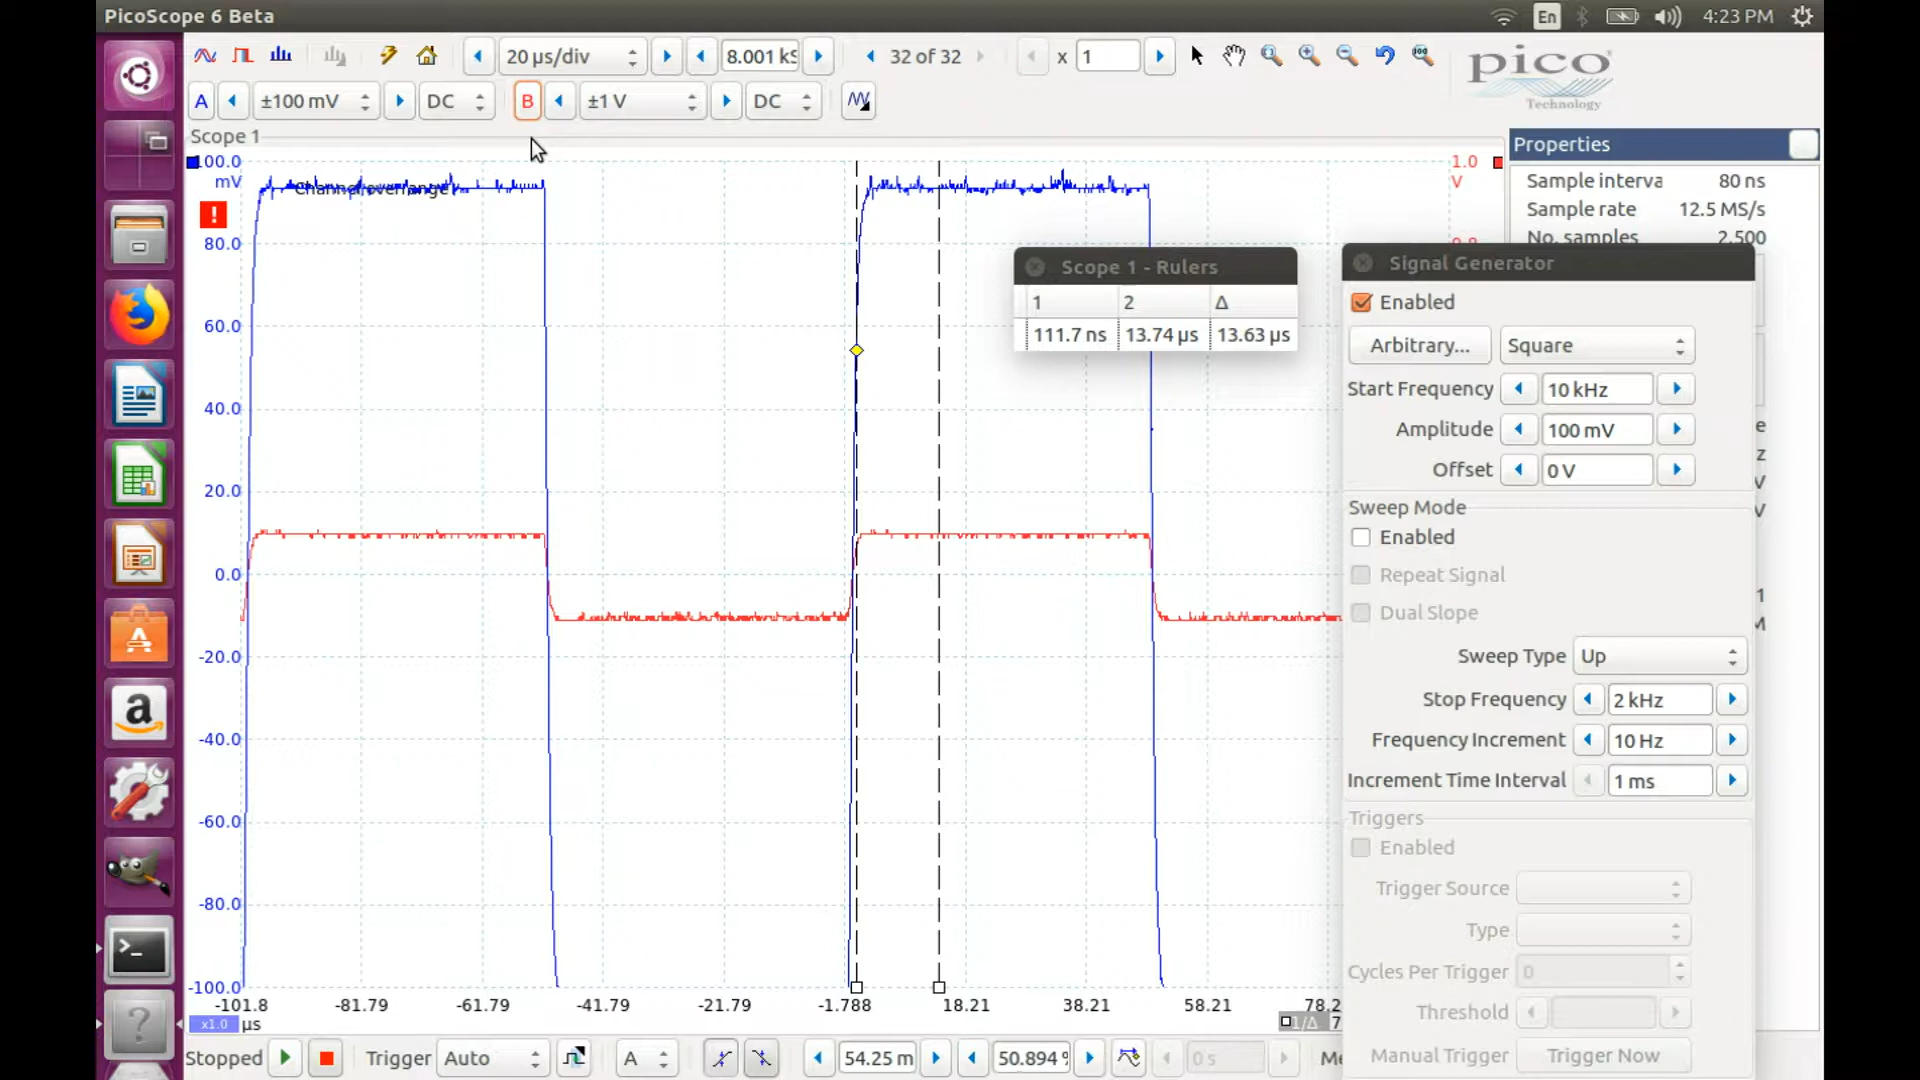 PicoScope 6 Beta
En
4:23 PM
20 µs/div
8.001 kS
32 of 32
x 1
pico
Technology
A
±100 mV
DC
B
±1 V
DC
Scope 1
Properties
100.0
mV
Channel overrange
1.0
V
Sample interva
80 ns
Sample rate
12.5 MS/s
No. samples
2,500
80.0
60.0
40.0
20.0
0.0
-20.0
-40.0
-60.0
-80.0
-100.0
Scope 1 - Rulers
1 2 Δ
111.7 ns 13.74 µs 13.63 µs
Signal Generator
Enabled
Arbitrary... Square
Start Frequency 10 kHz
Amplitude 100 mV
Offset 0 V
Sweep Mode
Enabled
Repeat Signal
Dual Slope
Sweep Type Up
Stop Frequency 2 kHz
Frequency Increment 10 Hz
Increment Time Interval 1 ms
Triggers
Enabled
Trigger Source
Type
Cycles Per Trigger 0
Threshold
Manual Trigger Trigger Now
-101.8 -81.79 -61.79 -41.79 -21.79 -1.788 18.21 38.21 58.21 78.2
x1.0 µs
1/Δ
Stopped
Trigger Auto
A
54.25 m
50.894
0 s